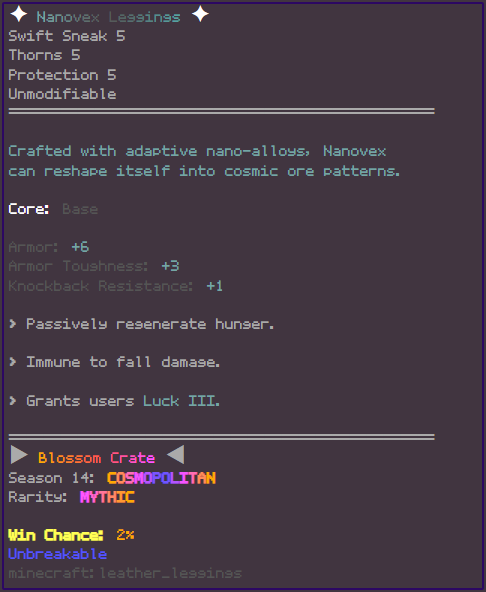 ✦ Nanovex Leggings ✦
Swift Sneak 5
Thorns 5
Protection 5
Unmodifiable
Crafted with adaptive nano-alloys, Nanovex
can reshape itself into cosmic ore patterns.
Core: Base
Armor: +6
Armor Toughness: +3
Knockback Resistance: +1
> Passively regenerate hunger.
> Immune to fall damage.
> Grants users Luck III.
▶ Blossom Crate ◀
Season 14: COSMOPOLITAN
Rarity: MYTHIC
Win Chance: 2%
Unbreakable
minecraft:leather_leggings